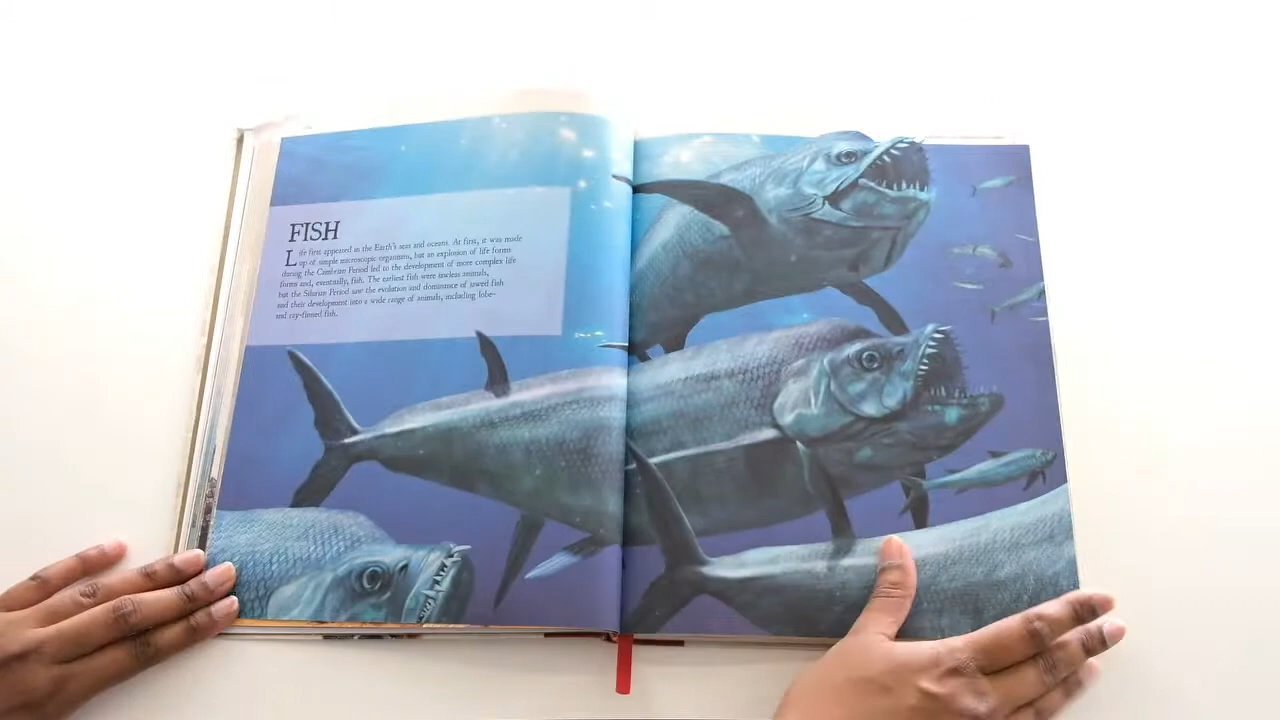 FISH
Life first appeared in the Earth's seas and oceans. At first, it was made
up of simple microscopic organisms, but an explosion of life forms
during the Cambrian Period led to the development of more complex life
forms and, eventually, fish. The earliest fish were jawless animals,
but the Silurian Period saw the evolution and dominance of jawed fish
and their development into a wide range of animals, including lobe-
and ray-finned fish.